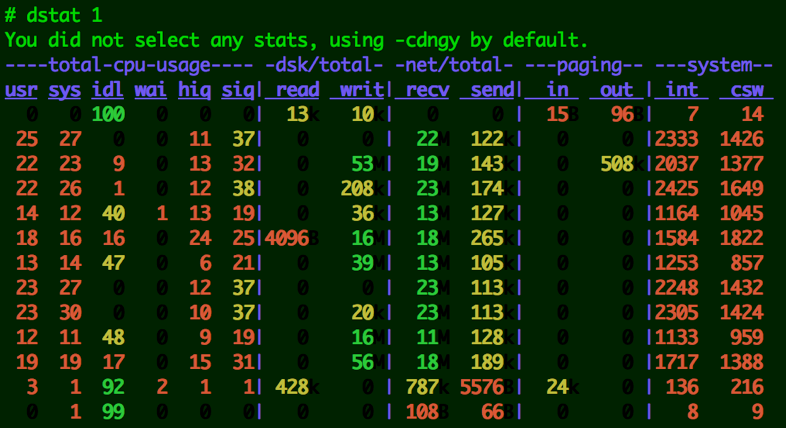 # dstat 1
You did not select any stats, using -cdngy by default.
----total-cpu-usage---- -dsk/total- -net/total- ---paging-- ---system--
usr sys idl wai hiq siq| read  writ| recv  send|  in   out | int   csw
  0   0 100   0   0   0|  13k   10k|   0     0 |  15B   96B|   7    14
 25  27   0   0  11  37|   0     0 |  22M  122k|   0     0 |2333  1426
 22  23   9   0  13  32|   0    53M|  19M  143k|   0   508k|2037  1377
 22  26   1   0  12  38|   0   208k|  23M  174k|   0     0 |2425  1649
 14  12  40   1  13  19|   0    36k|  13M  127k|   0     0 |1164  1045
 18  16  16   0  24  25|4096B   16M|  18M  265k|   0     0 |1584  1822
 13  14  47   0   6  21|   0    39M|  13M  105k|   0     0 |1253   857
 23  27   0   0  12  37|   0     0 |  23M  113k|   0     0 |2248  1432
 23  30   0   0  10  37|   0    20k|  23M  113k|   0     0 |2305  1424
 12  11  48   0   9  19|   0    16M|  11M  128k|   0     0 |1133   959
 19  19  17   0  15  31|   0    56M|  18M  189k|   0     0 |1717  1388
  3   1  92   2   1   1| 428k    0 | 787k 5576B|  24k    0 | 136   216
  0   1  99   0   0   0|   0     0 | 108B   66B|   0     0 |   8     9